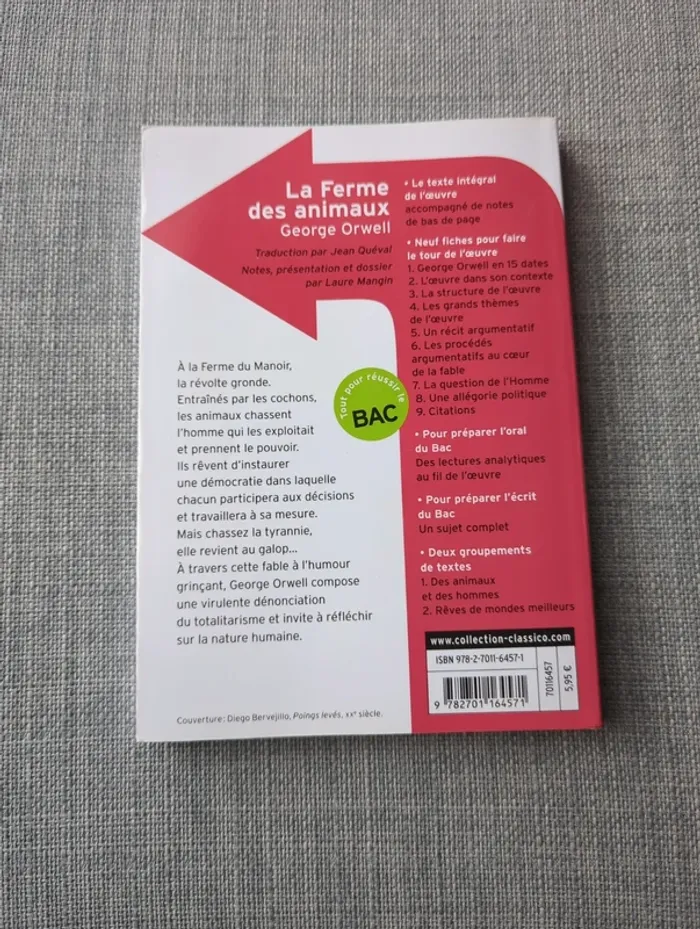 La Ferme
des animaux
George Orwell
Traduction par Jean Quéval
Notes, présentation et dossier
par Laure Mangin
À la Ferme du Manoir,
la révolte gronde.
Entraînés par les cochons,
les animaux chassent
l'homme qui les exploitait
et prennent le pouvoir.
Ils rêvent d'instaurer
une démocratie dans laquelle
chacun participera aux décisions
et travaillera à sa mesure.
Mais chassez la tyrannie,
elle revient au galop...
À travers cette fable à l'humour
grinçant, George Orwell compose
une virulente dénonciation
du totalitarisme et invite à réfléchir
sur la nature humaine.
Couverture : Diego Bervejillo, Poings levés, XXe siècle.
Tout pour réussir le
BAC
• Le texte intégral
de l'œuvre
accompagné de notes
de bas de page
• Neuf fiches pour faire
le tour de l'œuvre
1. George Orwell en 15 dates
2. L'œuvre dans son contexte
3. La structure de l'œuvre
4. Les grands thèmes
de l'œuvre
5. Un récit argumentatif
6. Les procédés
argumentatifs au cœur
de la fable
7. La question de l'Homme
8. Une allégorie politique
9. Citations
• Pour préparer l'oral
du Bac
Des lectures analytiques
au fil de l'œuvre
• Pour préparer l'écrit
du Bac
Un sujet complet
• Deux groupements
de textes
1. Des animaux
et des hommes
2. Rêves de mondes meilleurs
www.collection-classico.com
ISBN 978-2-7011-6457-1
9 782701 164571
70116457
5,95 €